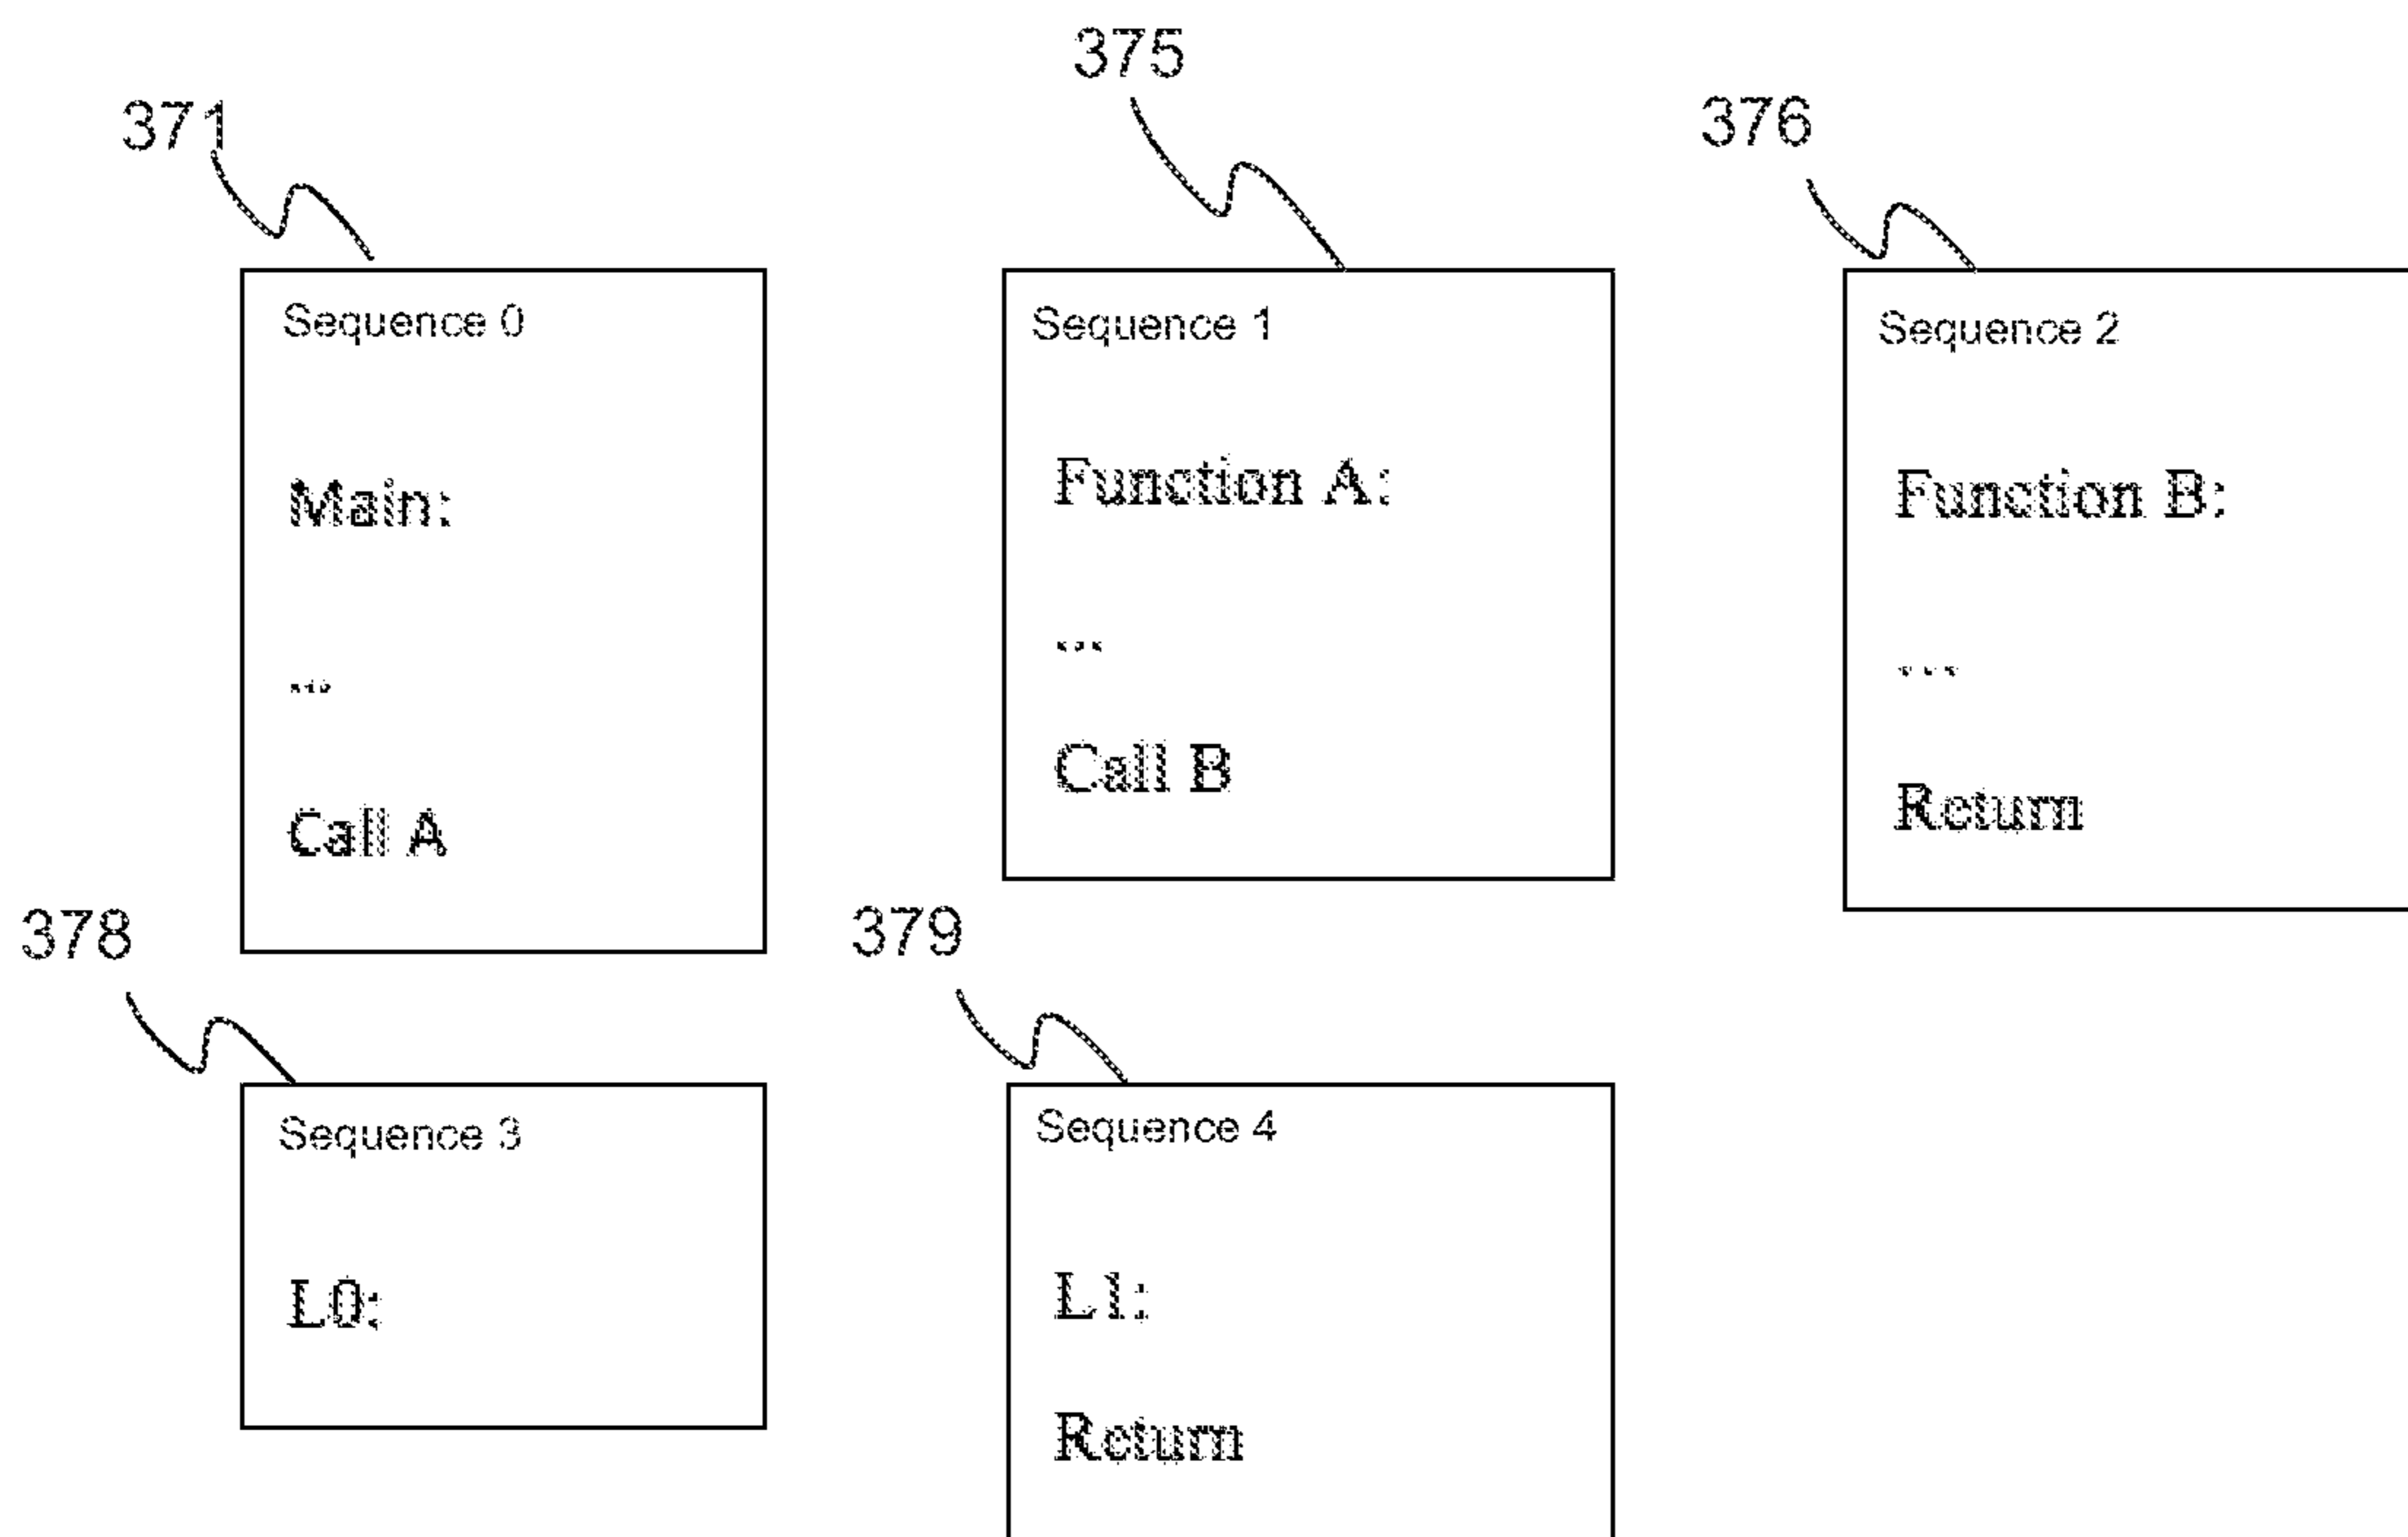 371
Sequence 0
Main:
...
Call A
375
Sequence 1
Function A:
...
Call B
376
Sequence 2
Function B:
...
Return
378
Sequence 3
L0:
379
Sequence 4
L1:
Return